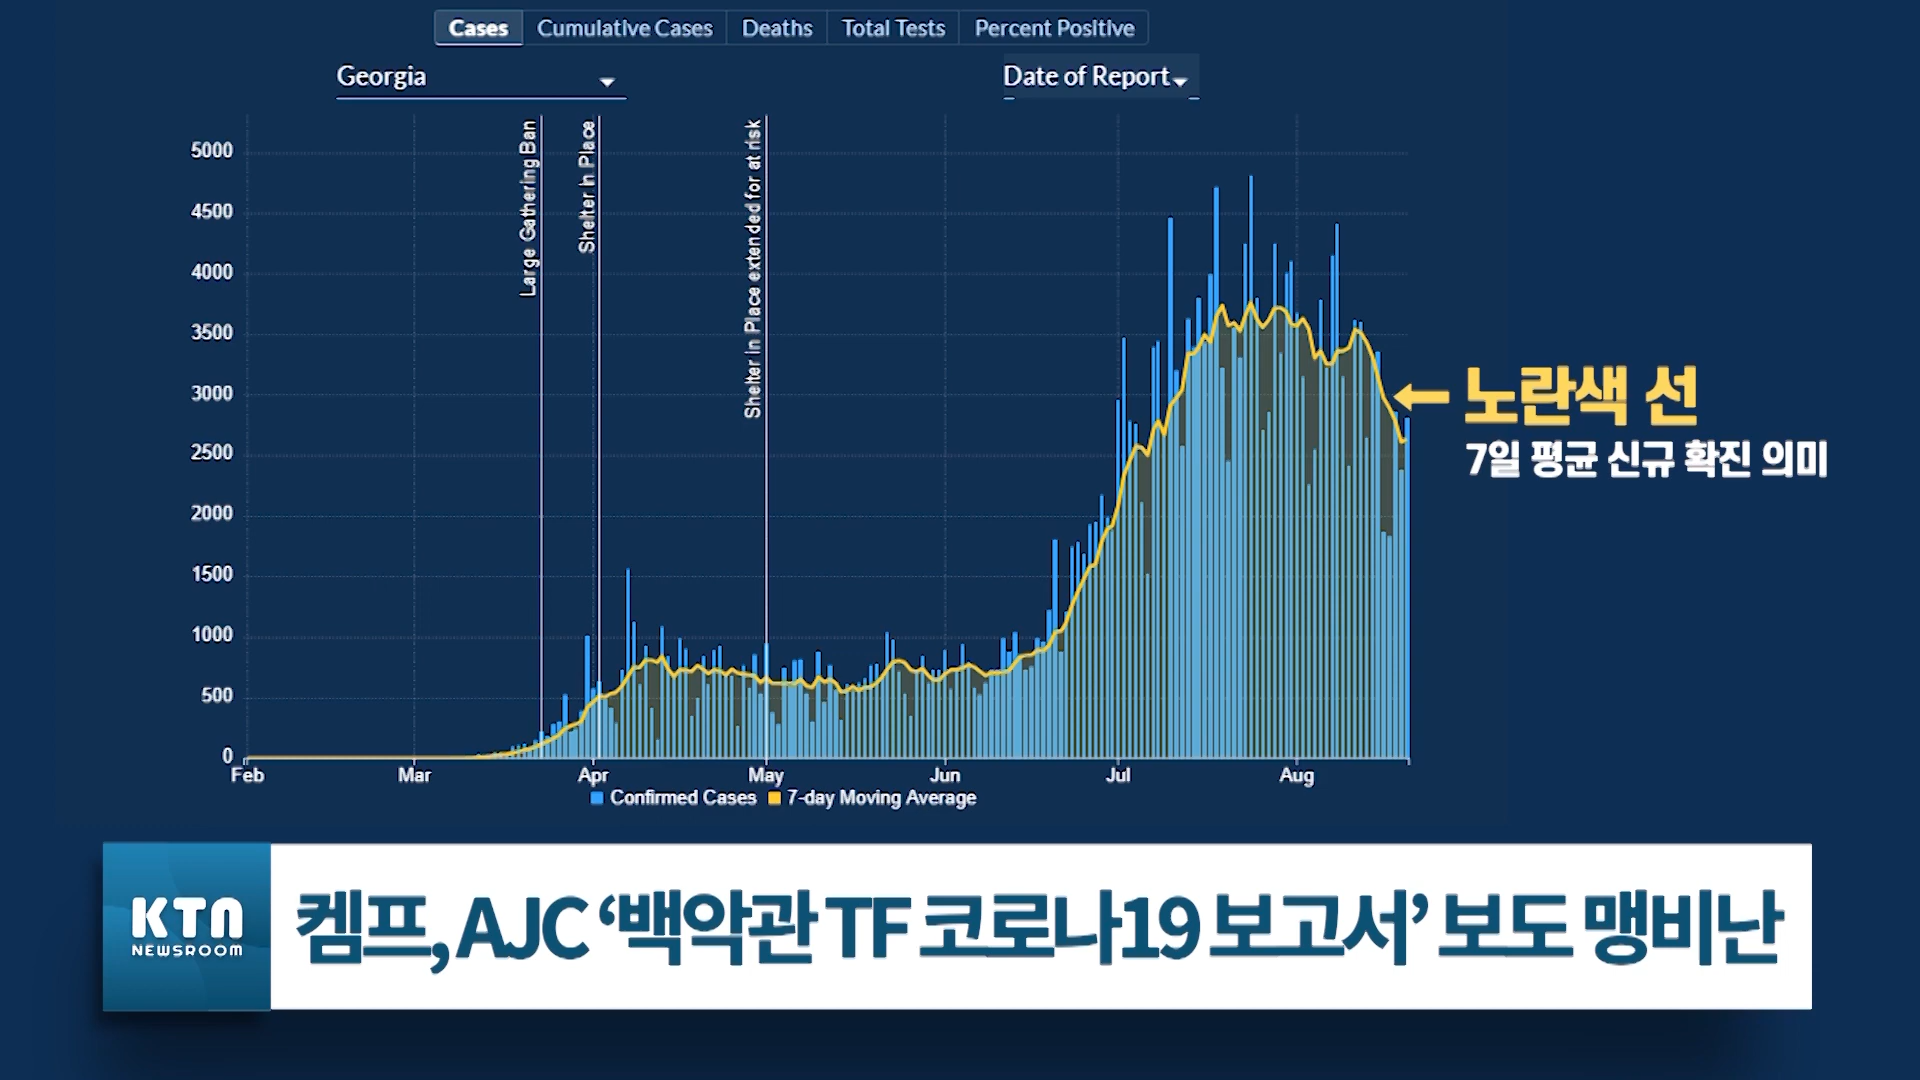 Cases Cumulative Cases Deaths Total Tests Percent Positive
Georgia Date of Report
Large Gathering Ban
Shelter in Place
Shelter in Place extended for at risk
5000
4500
4000
3500
3000
2500
2000
1500
1000
500
0
노란색 선
7일 평균 신규 확진 의미
Feb Mar Apr May Jun Jul Aug
Confirmed Cases 7-day Moving Average
KTN
NEWSROOM
켐프, AJC ‘백악관 TF 코로나19 보고서’ 보도 맹비난